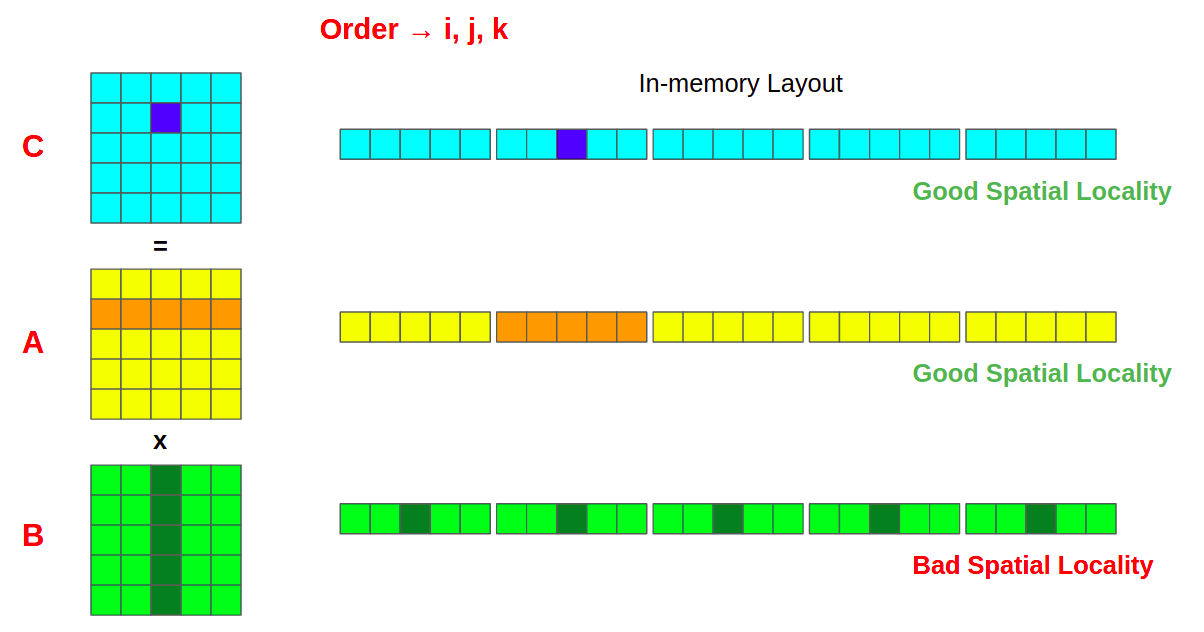 Order → i, j, k
In-memory Layout
C
Good Spatial Locality
=
A
Good Spatial Locality
x
B
Bad Spatial Locality